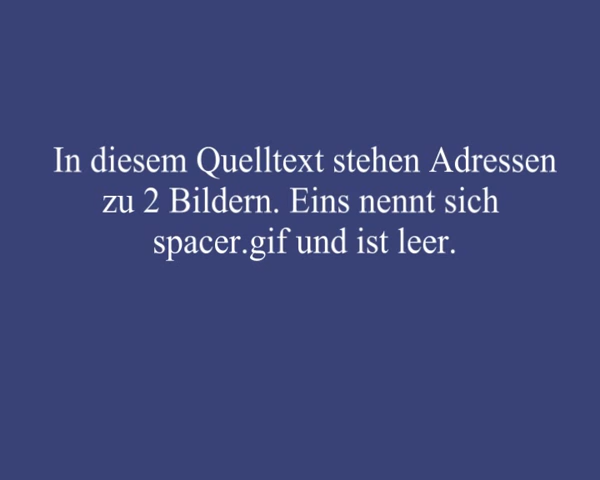 In diesem Quelltext stehen Adressen
zu 2 Bildern. Eins nennt sich
spacer.gif und ist leer.